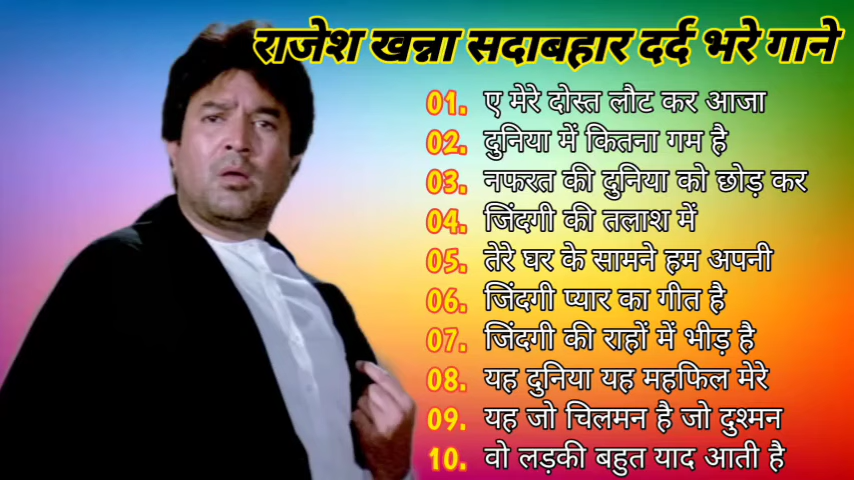 राजेश खन्ना सदाबहार दर्द भरे गाने
01. ए मेरे दोस्त लौट कर आजा
02. दुनिया में कितना गम है
03. नफरत की दुनिया को छोड़ कर
04. जिंदगी की तलाश में
05. तेरे घर के सामने हम अपनी
06. जिंदगी प्यार का गीत है
07. जिंदगी की राहों में भीड़ है
08. यह दुनिया यह महफिल मेरे
09. यह जो चिलमन है जो दुश्मन
10. वो लड़की बहुत याद आती है